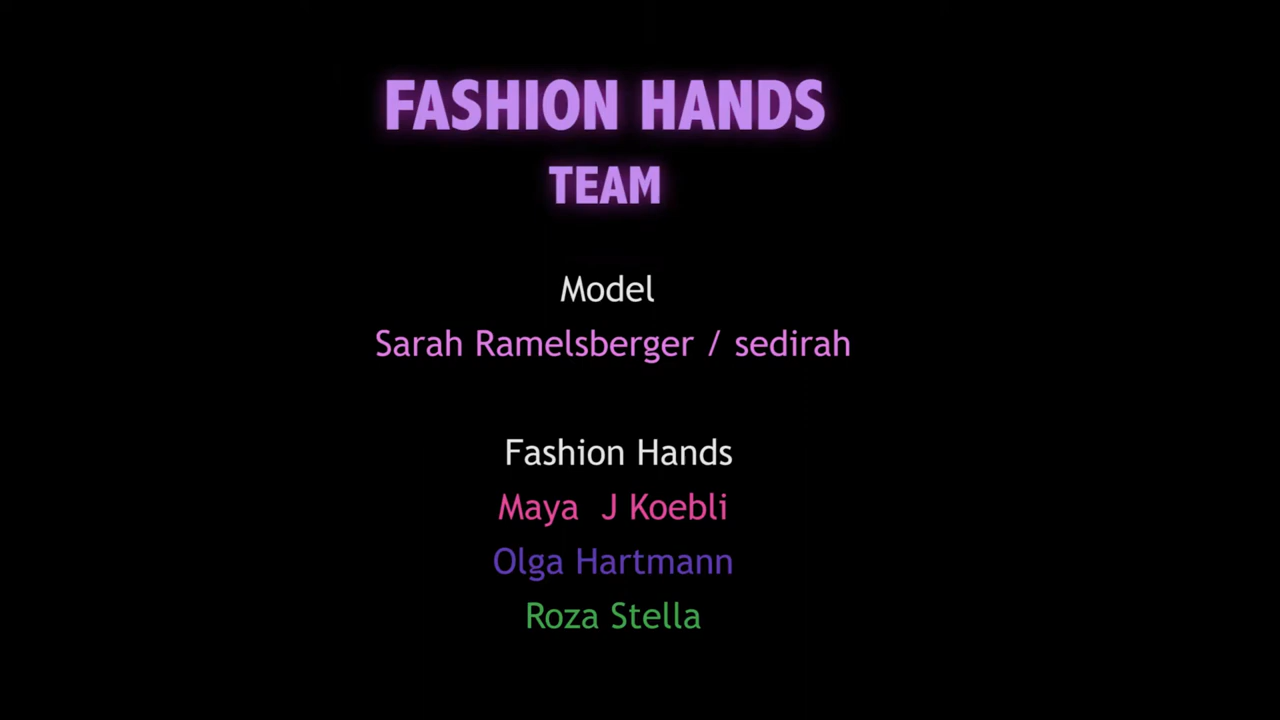 FASHION HANDS
TEAM
Model
Sarah Ramelsberger / sedirah
Fashion Hands
Maya  J Koebli
Olga Hartmann
Roza Stella